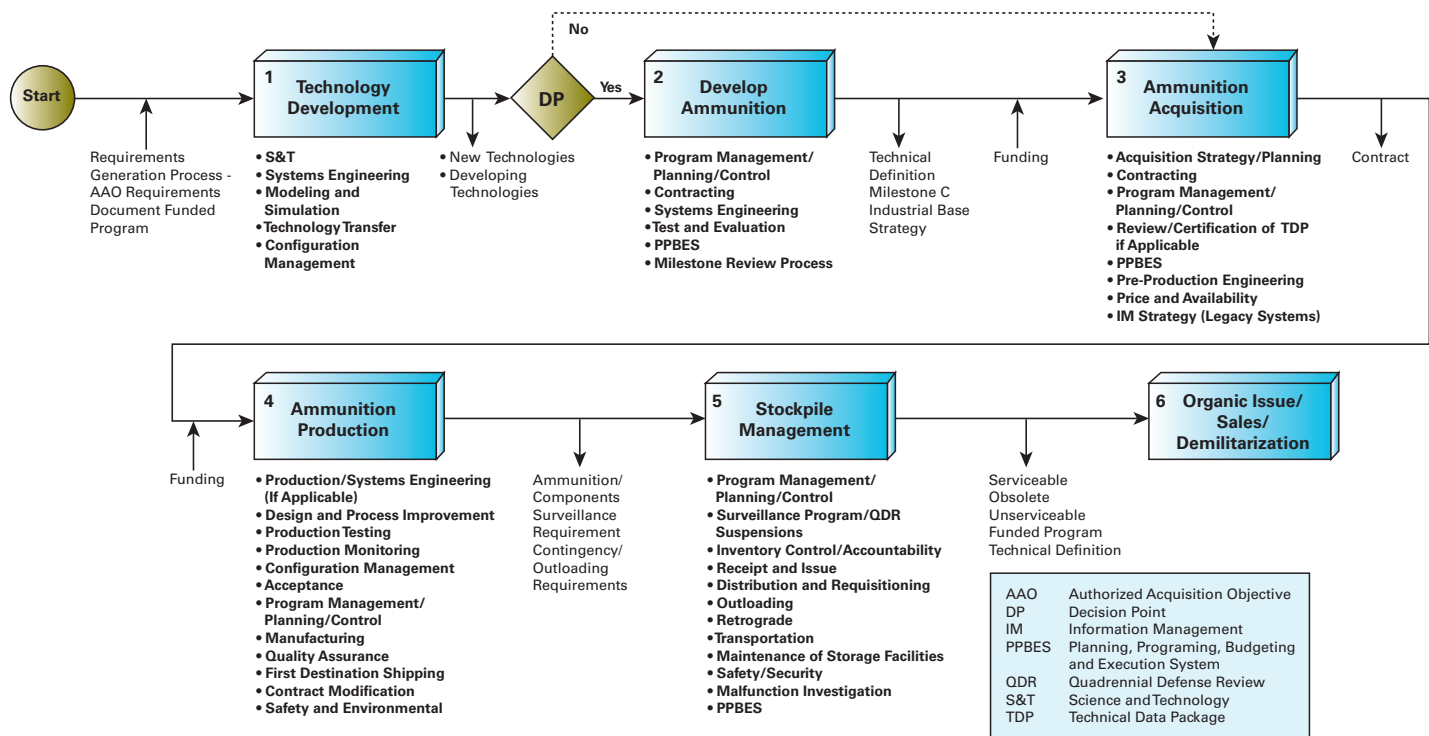 No
Start
1
Technology
Development
DP
Yes
2
Develop
Ammunition
3
Ammunition
Acquisition
Requirements
Generation Process -
AAO Requirements
Document Funded
Program
• S&T
• Systems Engineering
• Modeling and
Simulation
• Technology Transfer
• Configuration
Management
• New Technologies
• Developing
Technologies
• Program Management/
Planning/Control
• Contracting
• Systems Engineering
• Test and Evaluation
• PPBES
• Milestone Review Process
Technical
Definition
Milestone C
Industrial Base
Strategy
Funding
• Acquisition Strategy/Planning
• Contracting
• Program Management/
Planning/Control
• Review/Certification of TDP
if Applicable
• PPBES
• Pre-Production Engineering
• Price and Availability
• IM Strategy (Legacy Systems)
Contract
4
Ammunition
Production
5
Stockpile
Management
6
Organic Issue/
Sales/
Demilitarization
Funding
• Production/Systems Engineering
(If Applicable)
• Design and Process Improvement
• Production Testing
• Production Monitoring
• Configuration Management
• Acceptance
• Program Management/
Planning/Control
• Manufacturing
• Quality Assurance
• First Destination Shipping
• Contract Modification
• Safety and Environmental
Ammunition/
Components
Surveillance
Requirement
Contingency/
Outloading
Requirements
• Program Management/
Planning/Control
• Surveillance Program/QDR
Suspensions
• Inventory Control/Accountability
• Receipt and Issue
• Distribution and Requisitioning
• Outloading
• Retrograde
• Transportation
• Maintenance of Storage Facilities
• Safety/Security
• Malfunction Investigation
• PPBES
Serviceable
Obsolete
Unserviceable
Funded Program
Technical Definition
AAO Authorized Acquisition Objective
DP Decision Point
IM Information Management
PPBES Planning, Programing, Budgeting
and Execution System
QDR Quadrennial Defense Review
S&T Science and Technology
TDP Technical Data Package